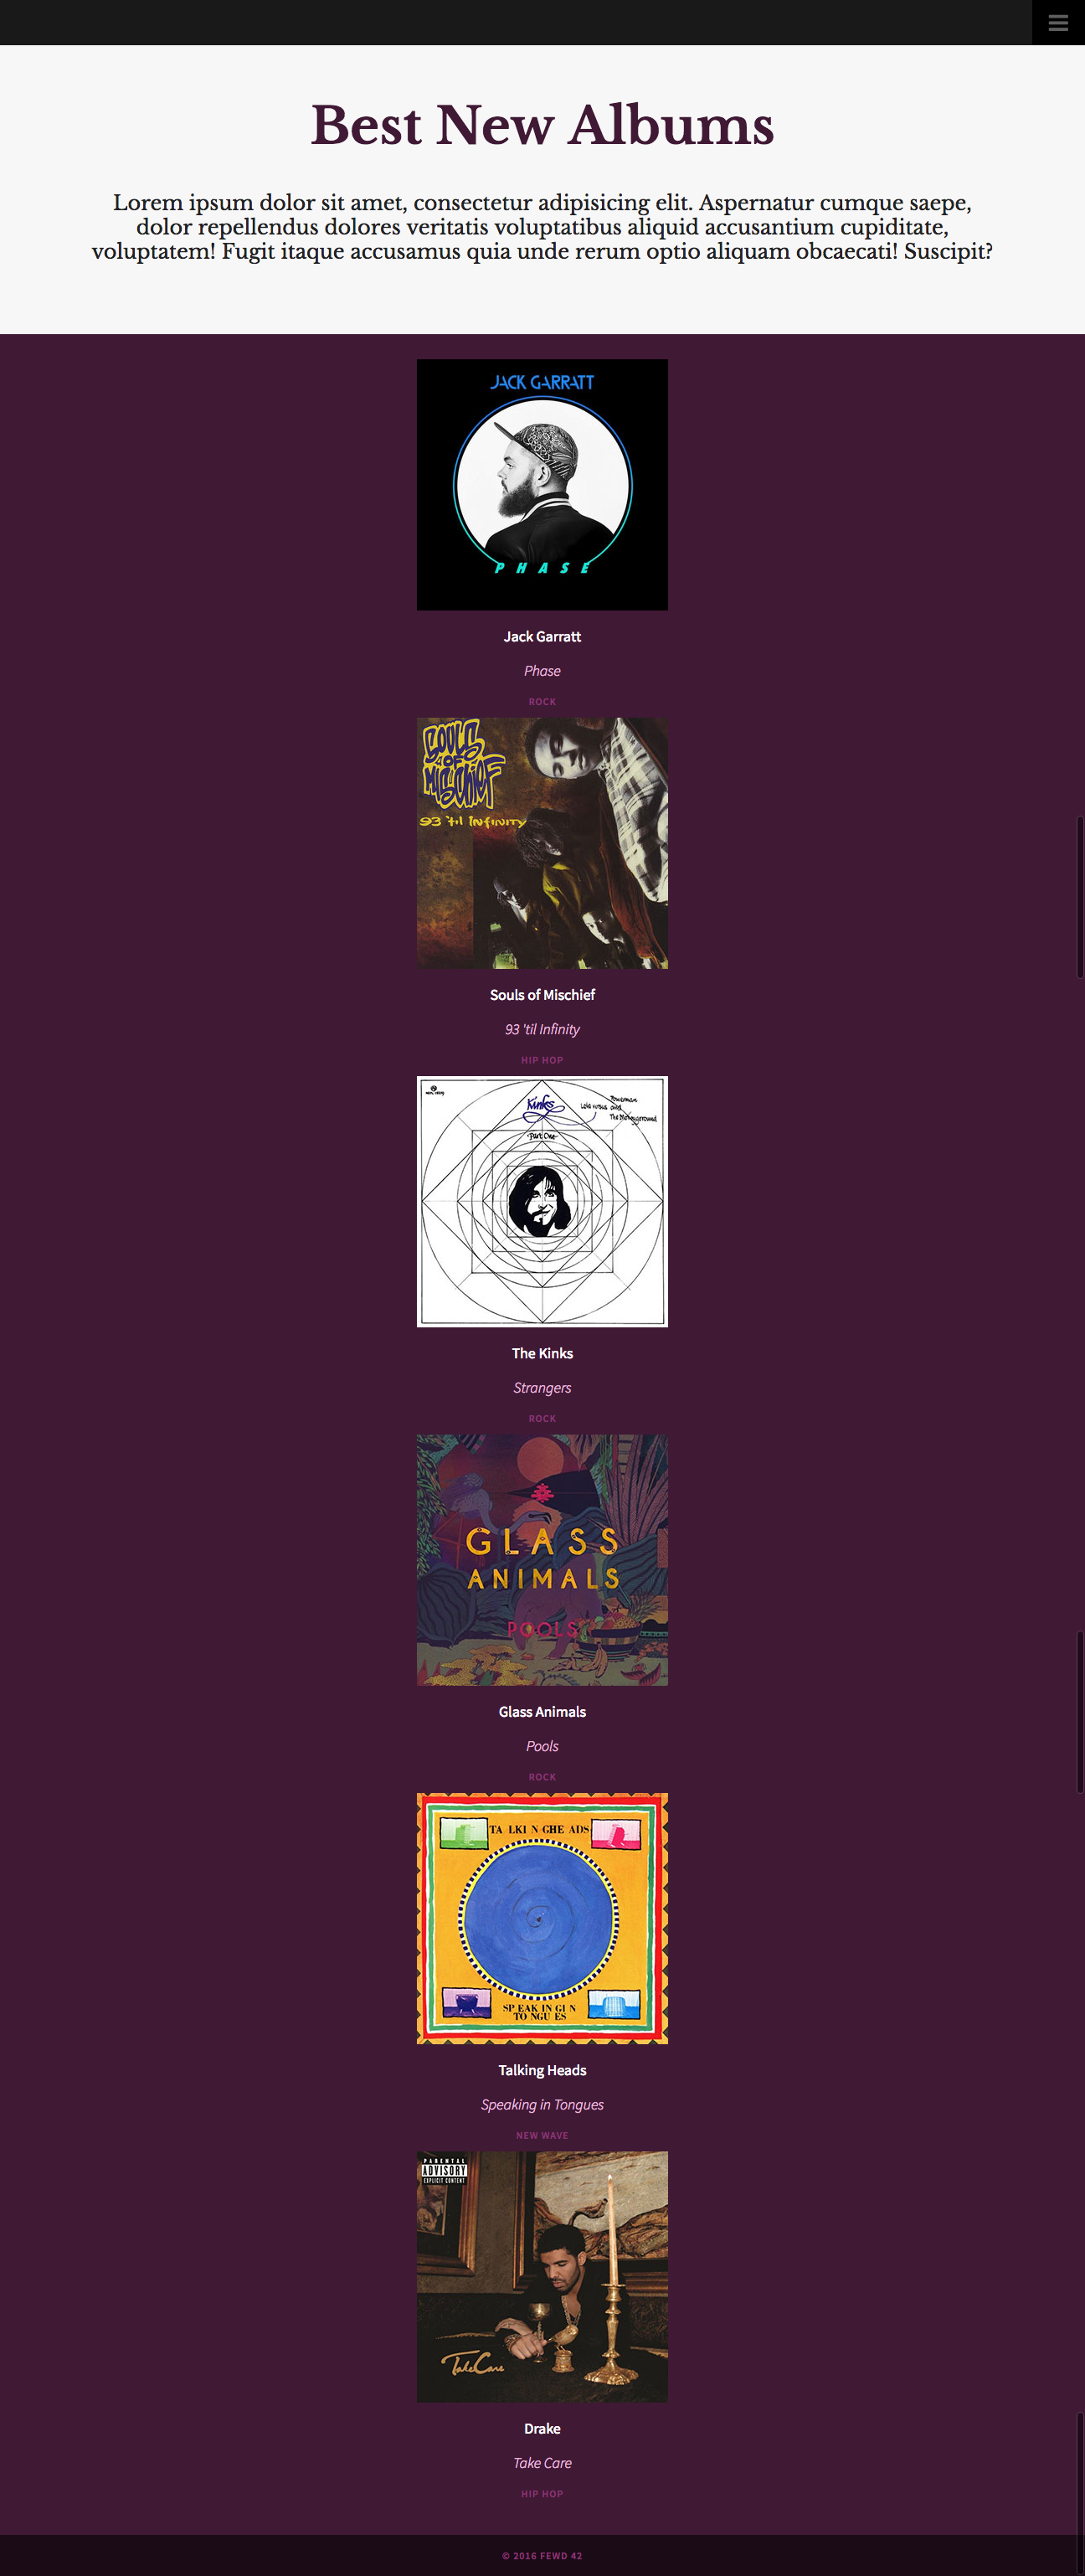 Best New Albums
Lorem ipsum dolor sit amet, consectetur adipisicing elit. Aspernatur cumque saepe,
dolor repellendus dolores veritatis voluptatibus aliquid accusantium cupiditate,
voluptatem! Fugit itaque accusamus quia unde rerum optio aliquam obcaecati! Suscipit?
JACK GARRATT
PHASE
Jack Garratt
Phase
ROCK
SOULS
OF
MISCHIEF
93 'til infinity
Souls of Mischief
93 'til Infinity
HIP HOP
Kinks
Lola versus
Powerman
and
The Moneygoround
Part One
The Kinks
Strangers
ROCK
GLASS
ANIMALS
POOLS
Glass Animals
Pools
ROCK
TA LKI N GHE ADS
SP EAK IN GI N
TO NGU ES
Talking Heads
Speaking in Tongues
NEW WAVE
PARENTAL
ADVISORY
EXPLICIT CONTENT
Take Care
Drake
Take Care
HIP HOP
© 2016 FEWD 42